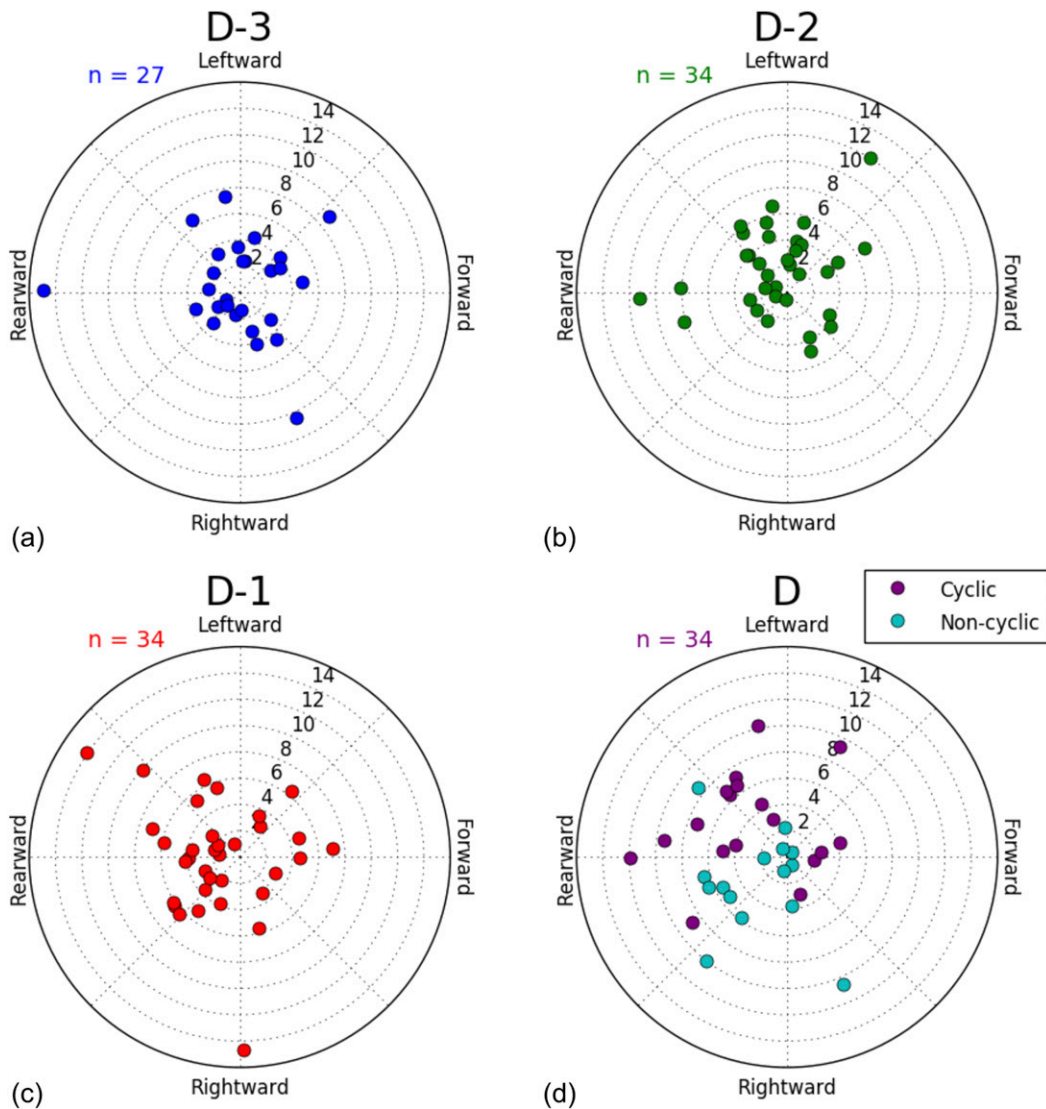 D-3
Leftward
n = 27
14
12
10
8
6
4
2
Rearward
Forward
Rightward
(a)
D-2
Leftward
n = 34
14
12
10
8
6
4
2
Rearward
Forward
Rightward
(b)
D-1
Leftward
n = 34
14
12
10
8
6
4
Rearward
Forward
Rightward
(c)
D
Leftward
n = 34
Cyclic
Non-cyclic
14
12
10
8
6
4
2
Rearward
Forward
Rightward
(d)